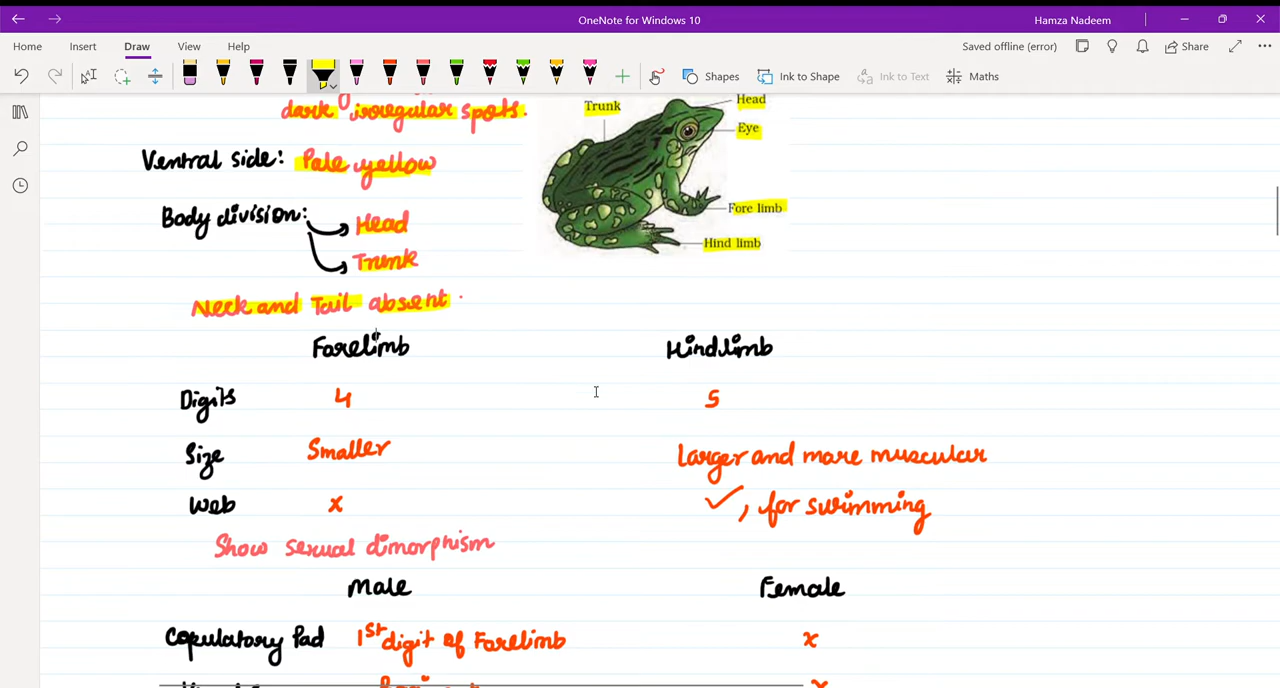 OneNote for Windows 10
Hamza Nadeem
Home Insert Draw View Help
Saved offline (error)
Share
Shapes
Ink to Shape
Ink to Text
Maths
dark irregular spots.
Trunk
Head
Eye
Ventral side: Pale yellow
Body division:
Head
Fore limb
Trunk
Hind limb
Neck and Tail absent.
Forelimb Hindlimb
Digits 4 5
Size Smaller Larger and more muscular
Web x ✓, for swimming
Show sexual dimorphism
Male Female
Copulatory Pad 1st digit of Forelimb x